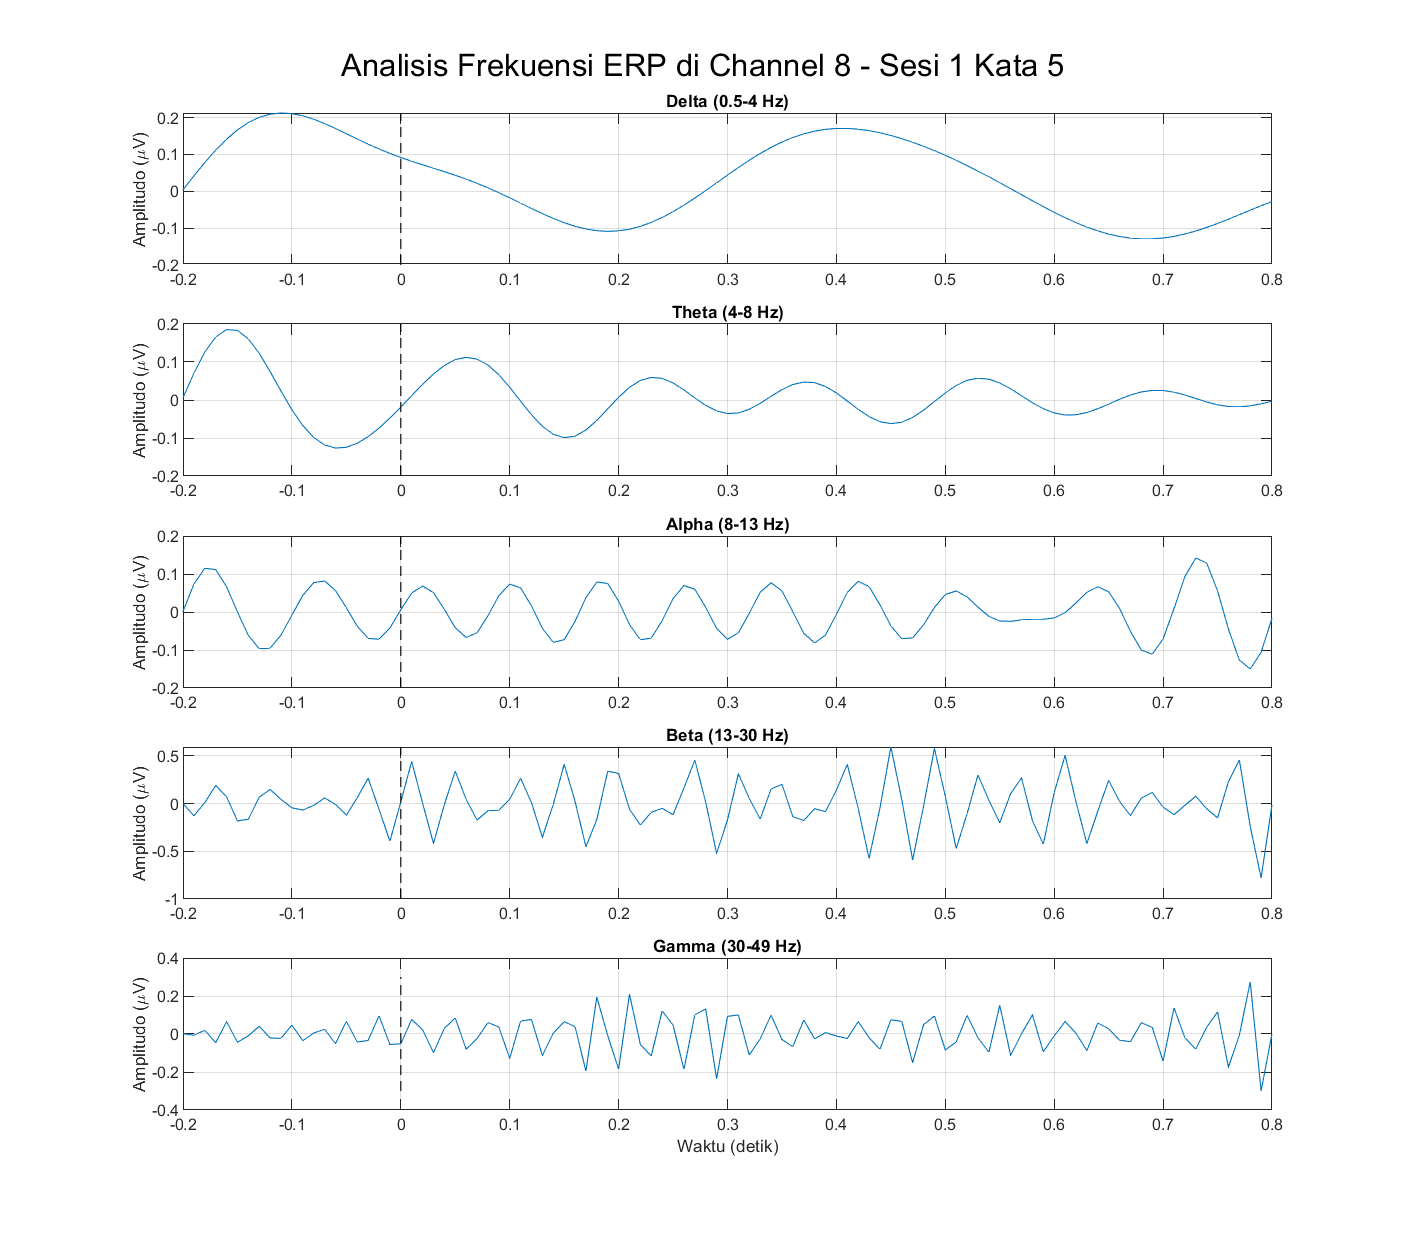 Analisis Frekuensi ERP di Channel 8 - Sesi 1 Kata 5
Delta (0.5-4 Hz)
Amplitudo (μV)
0.2
0.1
0
-0.1
-0.2
-0.2 -0.1 0 0.1 0.2 0.3 0.4 0.5 0.6 0.7 0.8
Theta (4-8 Hz)
Amplitudo (μV)
0.2
0.1
0
-0.1
-0.2
-0.2 -0.1 0 0.1 0.2 0.3 0.4 0.5 0.6 0.7 0.8
Alpha (8-13 Hz)
Amplitudo (μV)
0.2
0.1
0
-0.1
-0.2
-0.2 -0.1 0 0.1 0.2 0.3 0.4 0.5 0.6 0.7 0.8
Beta (13-30 Hz)
Amplitudo (μV)
0.5
0
-0.5
-1
-0.2 -0.1 0 0.1 0.2 0.3 0.4 0.5 0.6 0.7 0.8
Gamma (30-49 Hz)
Amplitudo (μV)
0.4
0.2
0
-0.2
-0.4
-0.2 -0.1 0 0.1 0.2 0.3 0.4 0.5 0.6 0.7 0.8
Waktu (detik)